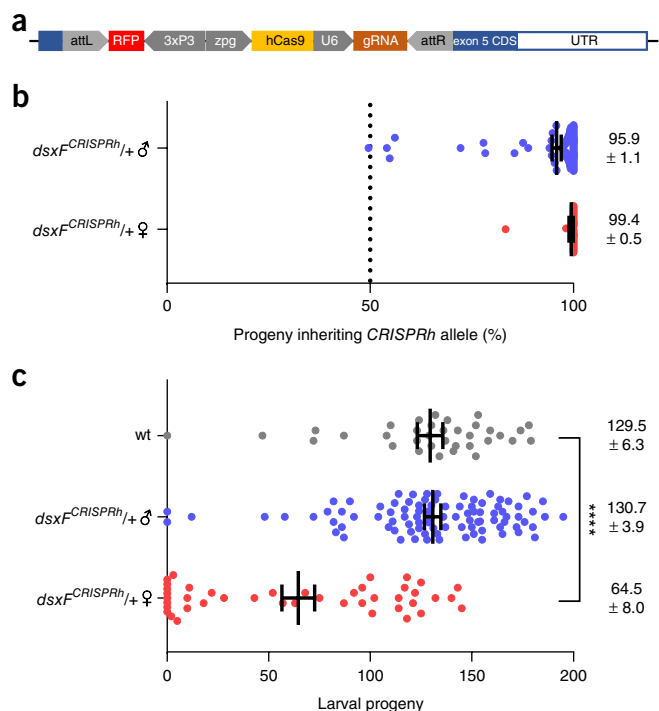 a
attL RFP 3xP3 zpg hCas9 U6 gRNA attR exon 5 CDS UTR
b
dsxF^CRISPRh/+ ♂ 95.9 ± 1.1
dsxF^CRISPRh/+ ♀ 99.4 ± 0.5
0 50 100
Progeny inheriting CRISPRh allele (%)
c
wt 129.5 ± 6.3
dsxF^CRISPRh/+ ♂ 130.7 ± 3.9
****
dsxF^CRISPRh/+ ♀ 64.5 ± 8.0
0 50 100 150 200
Larval progeny